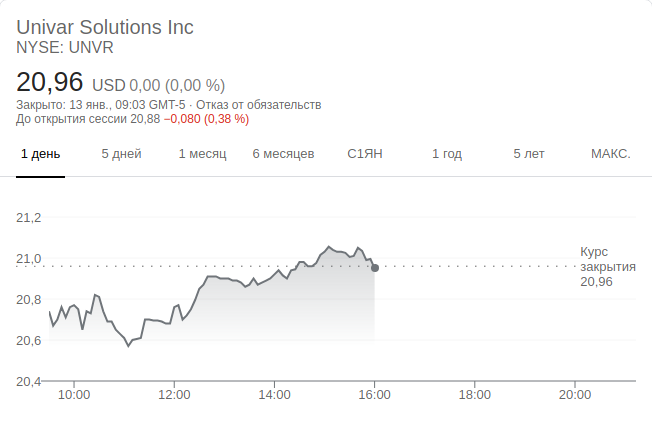 Univar Solutions Inc
NYSE: UNVR
20,96 USD 0,00 (0,00 %)
Закрыто: 13 янв., 09:03 GMT-5 · Отказ от обязательств
До открытия сессии 20,88 −0,080 (0,38 %)
1 день 5 дней 1 месяц 6 месяцев С1ЯН 1 год 5 лет МАКС.
21,2
21,0
20,8
20,6
20,4
Курс
закрытия
20,96
10:00 12:00 14:00 16:00 18:00 20:00